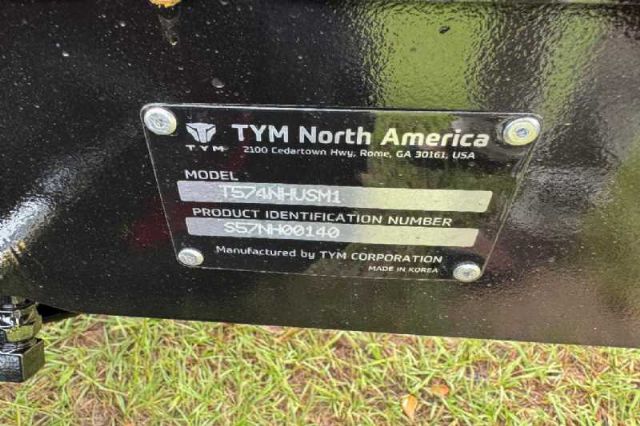 TYM
TYM North America
2100 Cedartown Hwy, Rome, GA 30161, USA
MODEL
T574NHUSM1
PRODUCT IDENTIFICATION NUMBER
S57NH00140
Manufactured by TYM CORPORATION
MADE IN KOREA